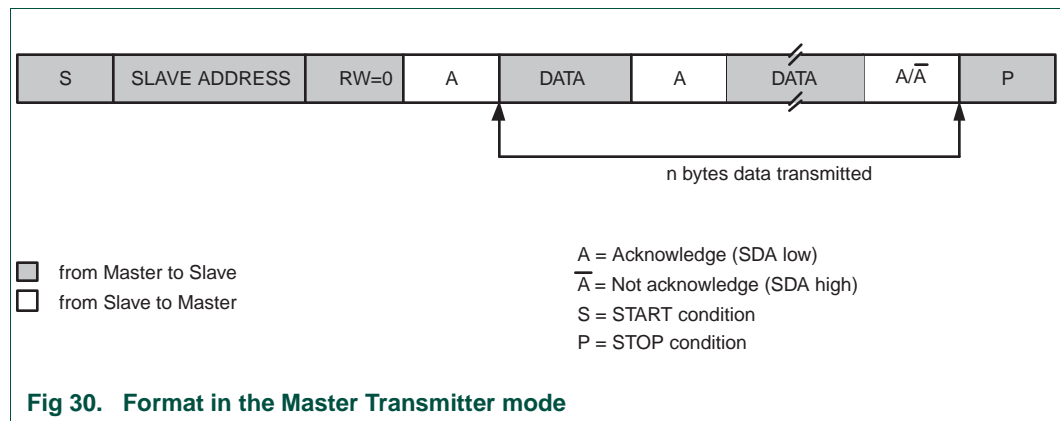 S SLAVE ADDRESS RW=0 A DATA A DATA A/A̅ P
n bytes data transmitted
from Master to Slave
from Slave to Master
A = Acknowledge (SDA low)
A̅ = Not acknowledge (SDA high)
S = START condition
P = STOP condition
Fig 30. Format in the Master Transmitter mode